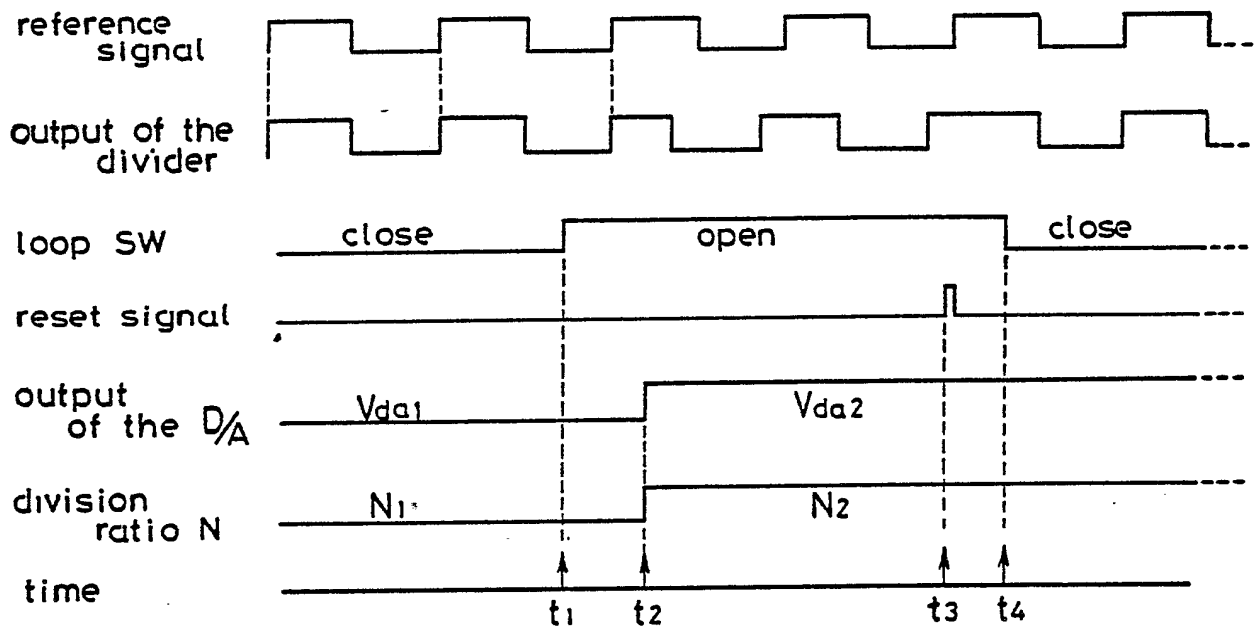 reference
signal
output of the
divider
loop SW
close
open
close
reset signal
output
of the D/A
Vda1
Vda2
division
ratio N
N1
N2
time
t1
t2
t3
t4